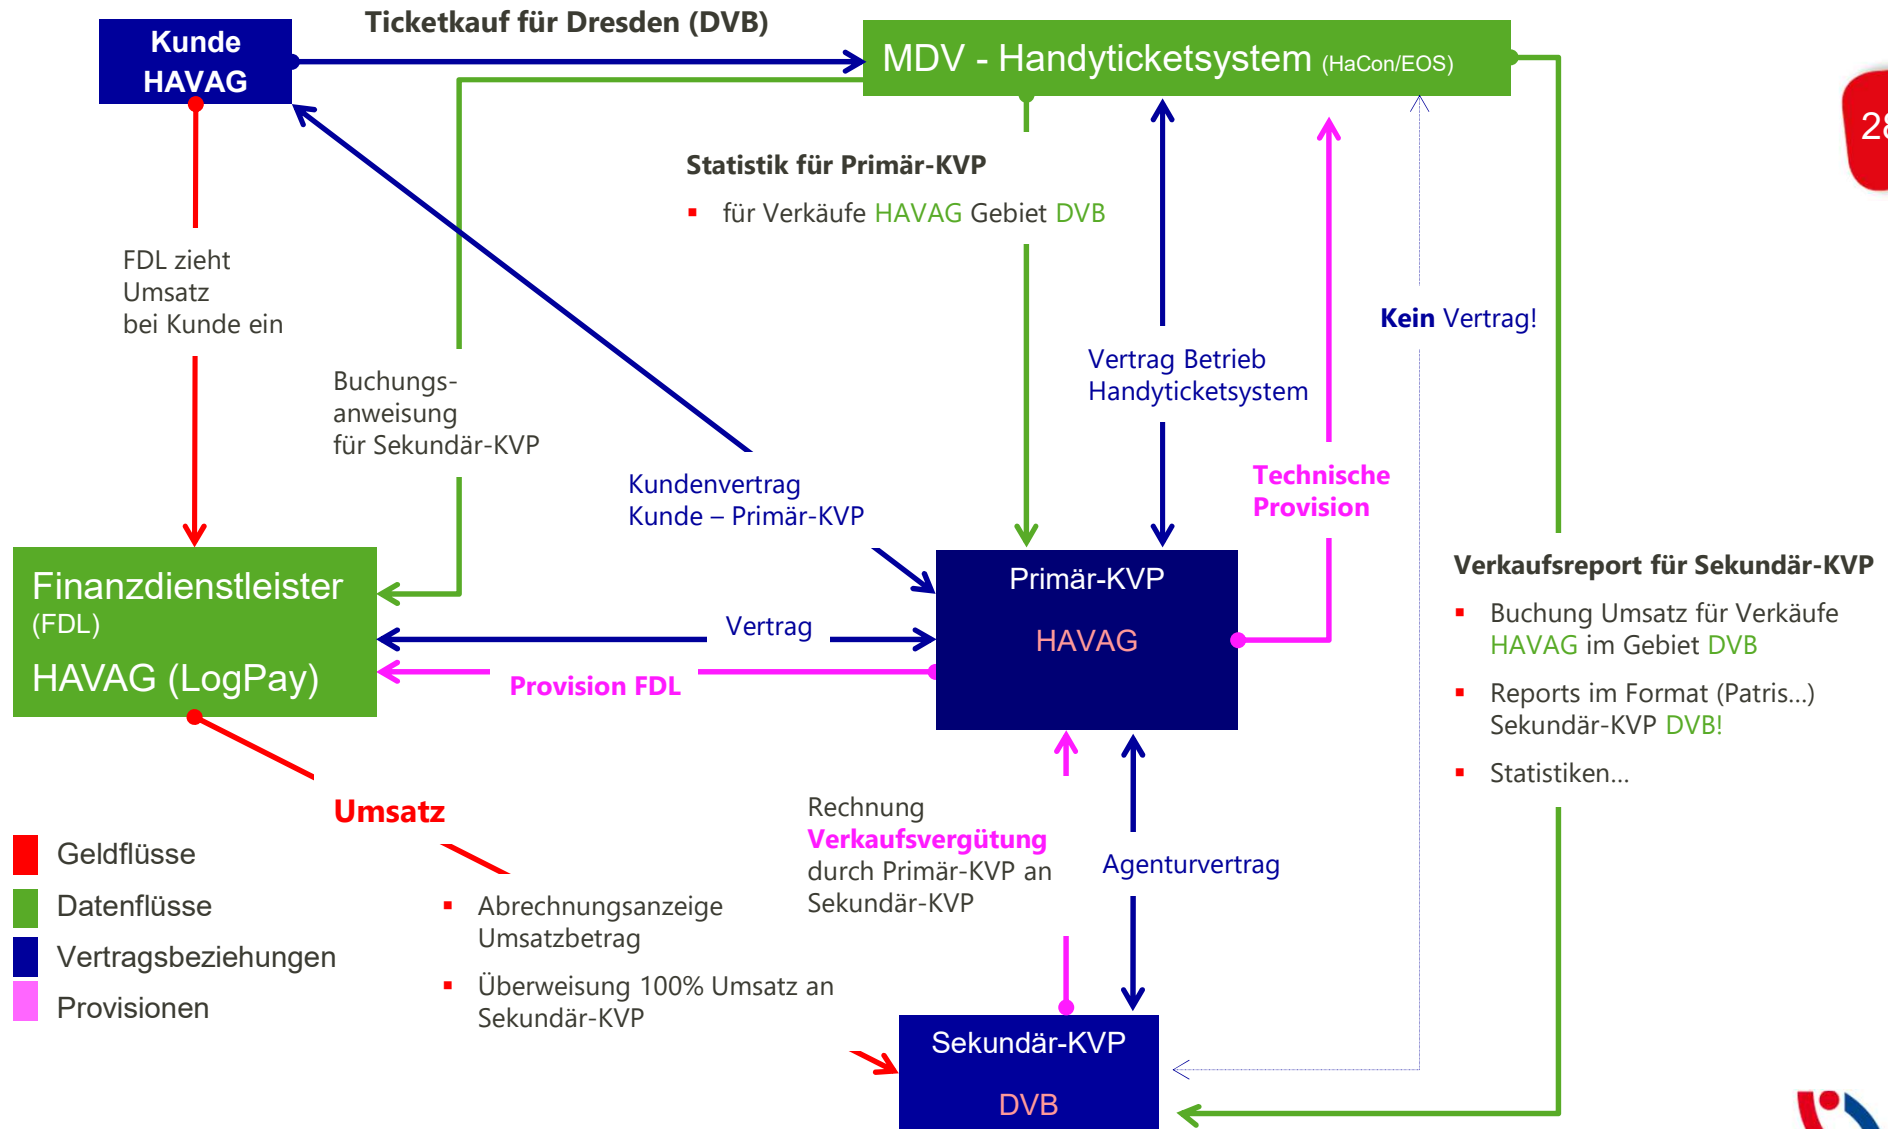 Ticketkauf für Dresden (DVB)
Kunde
HAVAG
MDV - Handyticketsystem (HaCon/EOS)
28
Statistik für Primär-KVP
▪ für Verkäufe HAVAG Gebiet DVB
FDL zieht
Umsatz
bei Kunde ein
Kein Vertrag!
Vertrag Betrieb
Handyticketsystem
Buchungs-
anweisung
für Sekundär-KVP
Kundenvertrag
Kunde – Primär-KVP
Technische
Provision
Finanzdienstleister
(FDL)
HAVAG (LogPay)
Vertrag
Provision FDL
Primär-KVP
HAVAG
Verkaufsreport für Sekundär-KVP
▪ Buchung Umsatz für Verkäufe
HAVAG im Gebiet DVB
▪ Reports im Format (Patris...)
Sekundär-KVP DVB!
▪ Statistiken...
Umsatz
Rechnung
Verkaufsvergütung
durch Primär-KVP an
Sekundär-KVP
Agenturvertrag
Geldflüsse
Datenflüsse
Vertragsbeziehungen
Provisionen
▪ Abrechnungsanzeige
Umsatzbetrag
▪ Überweisung 100% Umsatz an
Sekundär-KVP
Sekundär-KVP
DVB